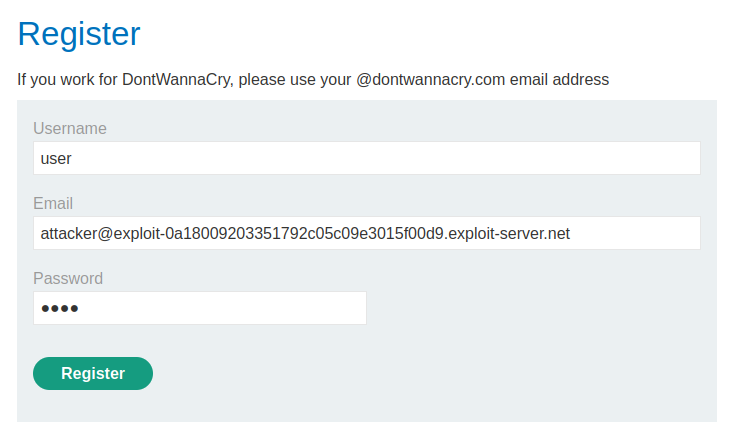 Register
If you work for DontWannaCry, please use your @dontwannacry.com email address
Username
user
Email
attacker@exploit-0a18009203351792c05c09e3015f00d9.exploit-server.net
Password
●●●●
Register